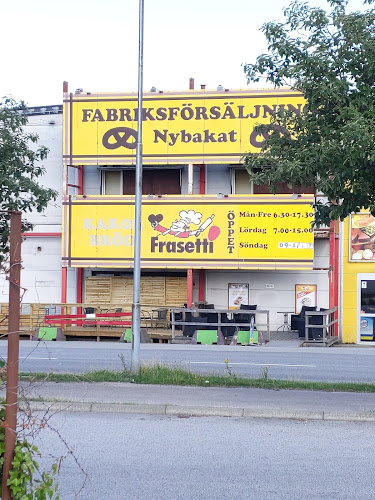 FABRIKSFÖRSÄLJNING
Nybakat
Frasetti
ÖPPET
Mån-Fre 6.30-17.30
Lördag 7.00-15.00
Söndag